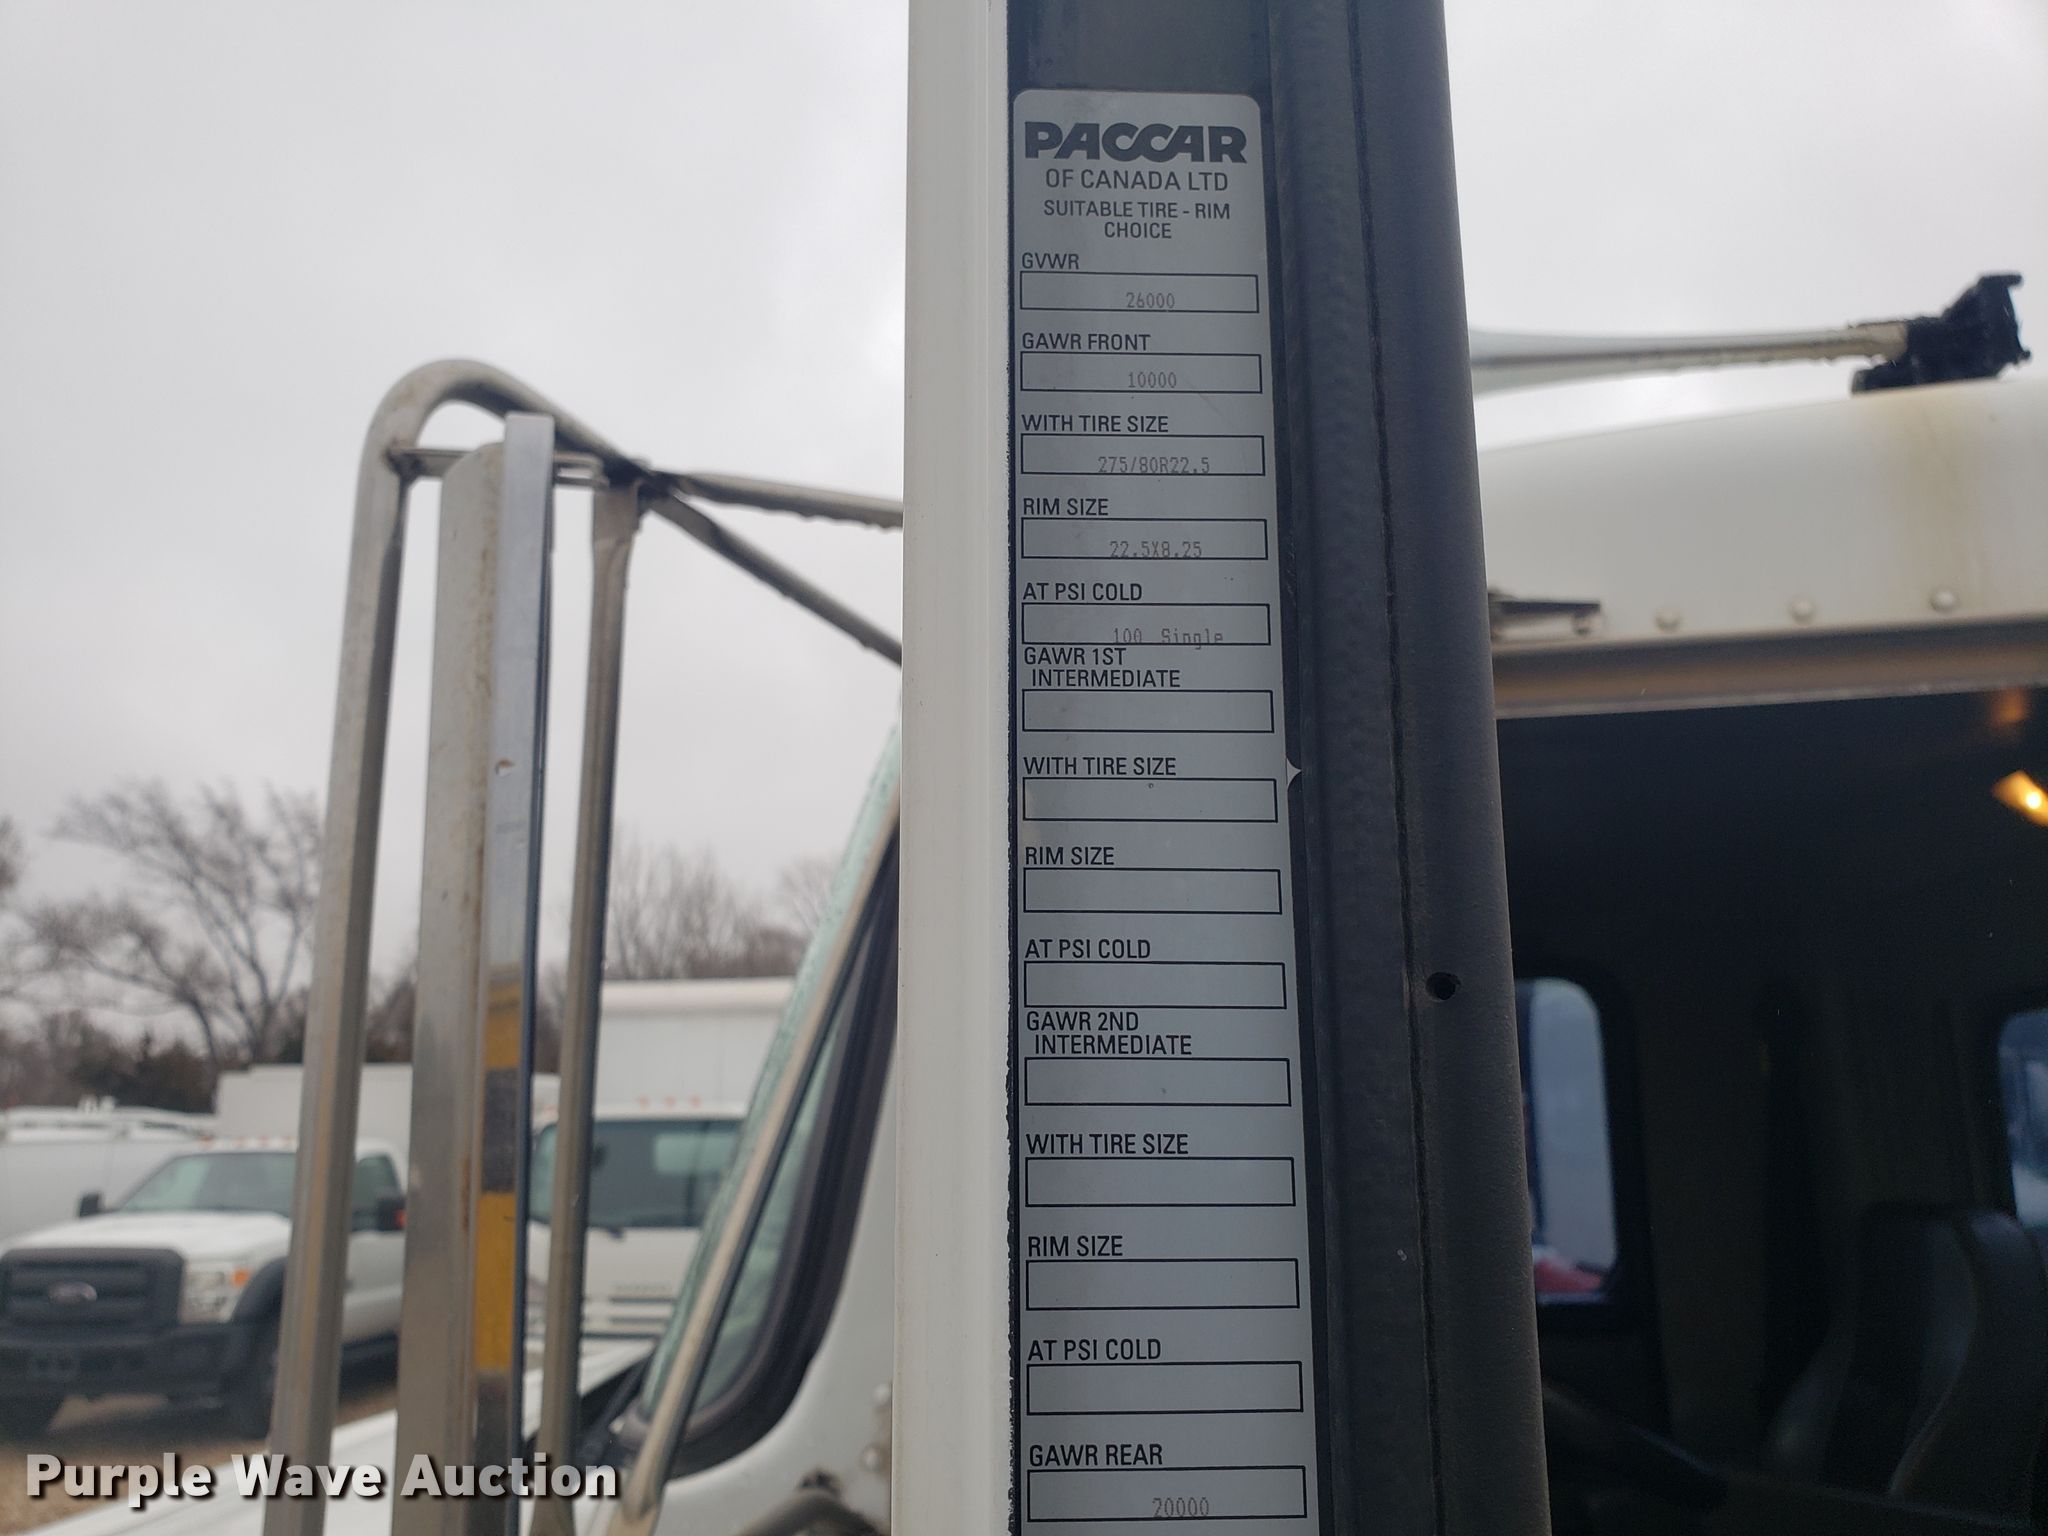 PACCAR
OF CANADA LTD
SUITABLE TIRE - RIM
CHOICE
GVWR
26000
GAWR FRONT
10000
WITH TIRE SIZE
275/80R22.5
RIM SIZE
22.5X8.25
AT PSI COLD
100 Single
GAWR 1ST
INTERMEDIATE
WITH TIRE SIZE
RIM SIZE
AT PSI COLD
GAWR 2ND
INTERMEDIATE
WITH TIRE SIZE
RIM SIZE
AT PSI COLD
GAWR REAR
20000
Purple Wave Auction